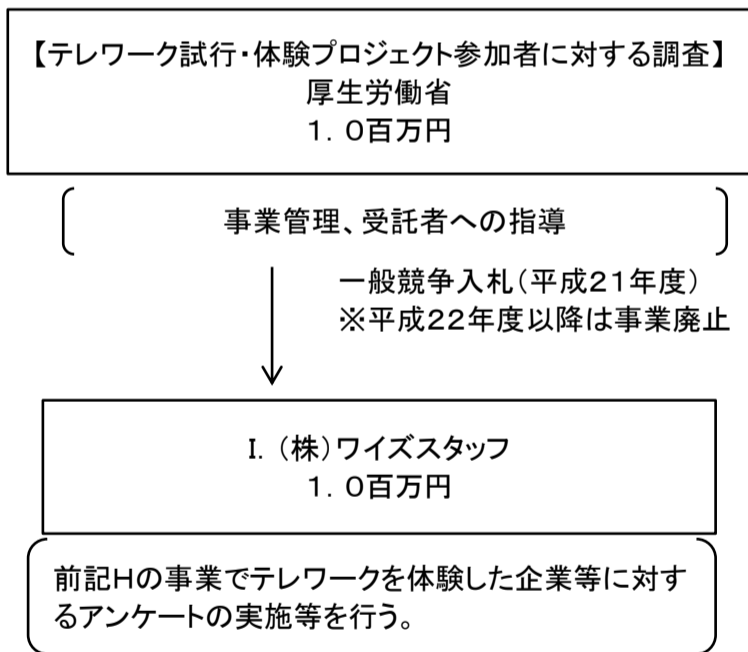 【テレワーク試行・体験プロジェクト参加者に対する調査】
厚生労働省
１．０百万円
事業管理、受託者への指導
一般競争入札（平成２１年度）
※平成２２年度以降は事業廃止
I．（株）ワイズスタッフ
１．０百万円
前記Ｈの事業でテレワークを体験した企業等に対す
るアンケートの実施等を行う。